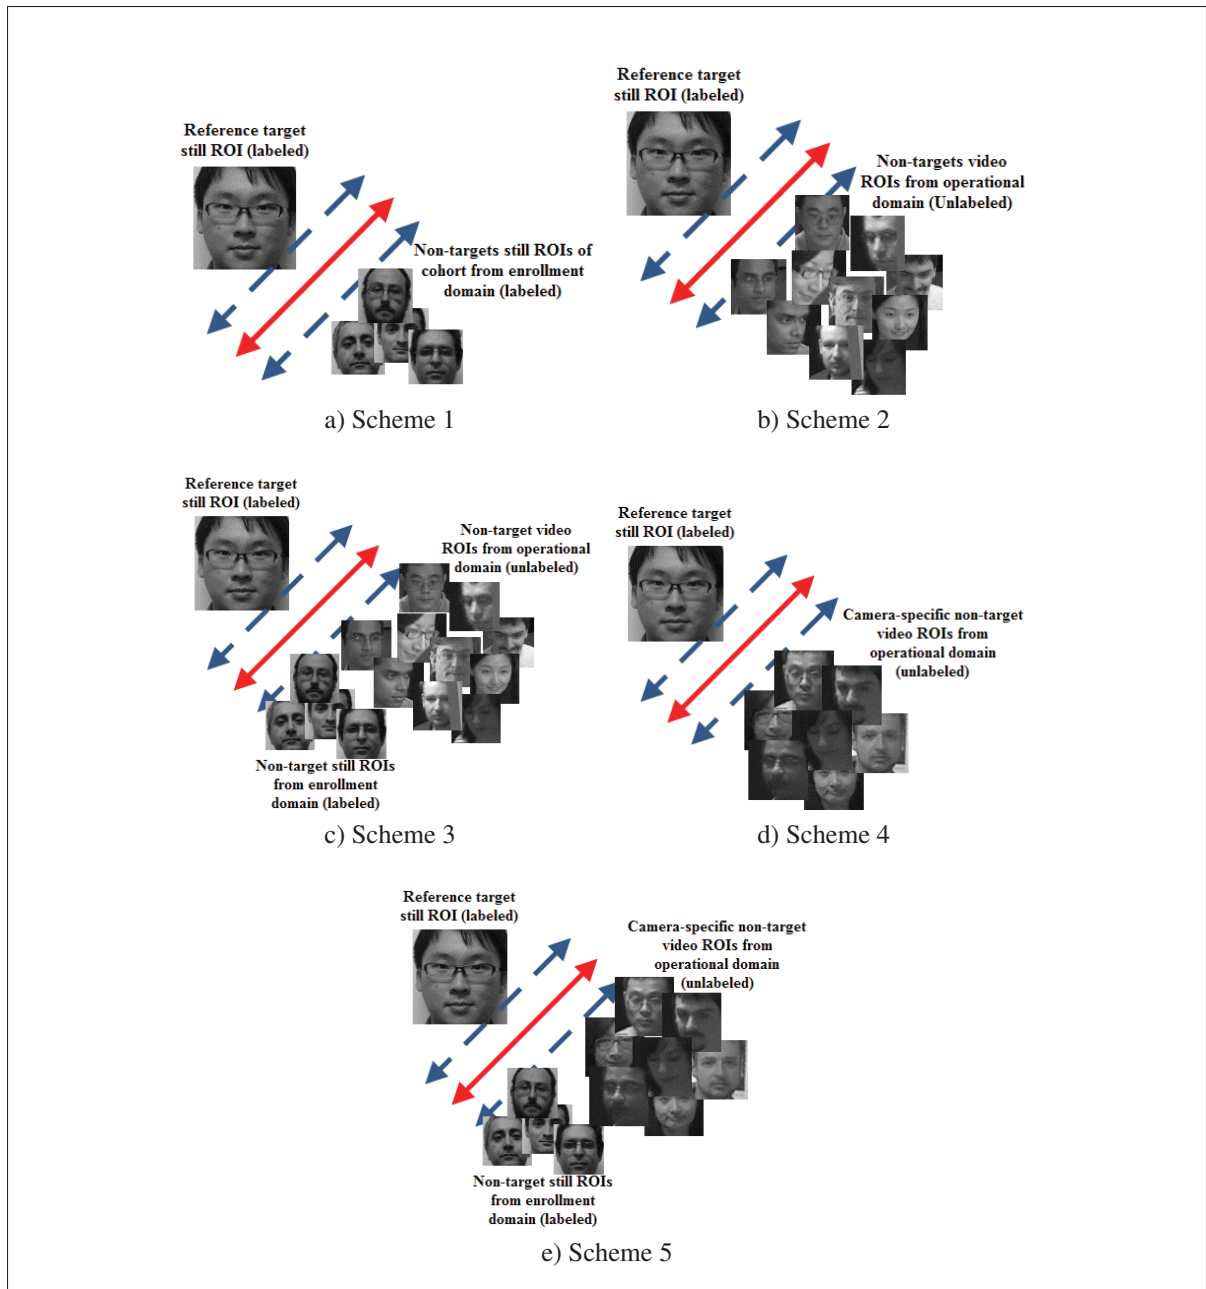 Reference target
still ROI (labeled)
Non-targets still ROIs of
cohort from enrollment
domain (labeled)
a) Scheme 1
Reference target
still ROI (labeled)
Non-targets video
ROIs from operational
domain (Unlabeled)
b) Scheme 2
Reference target
still ROI (labeled)
Non-target video
ROIs from operational
domain (unlabeled)
Non-target still ROIs
from enrollment
domain (labeled)
c) Scheme 3
Reference target
still ROI (labeled)
Camera-specific non-target
video ROIs from
operational domain
(unlabeled)
d) Scheme 4
Reference target
still ROI (labeled)
Camera-specific non-target
video ROIs from
operational domain
(unlabeled)
Non-target still ROIs
from enrollment
domain (labeled)
e) Scheme 5